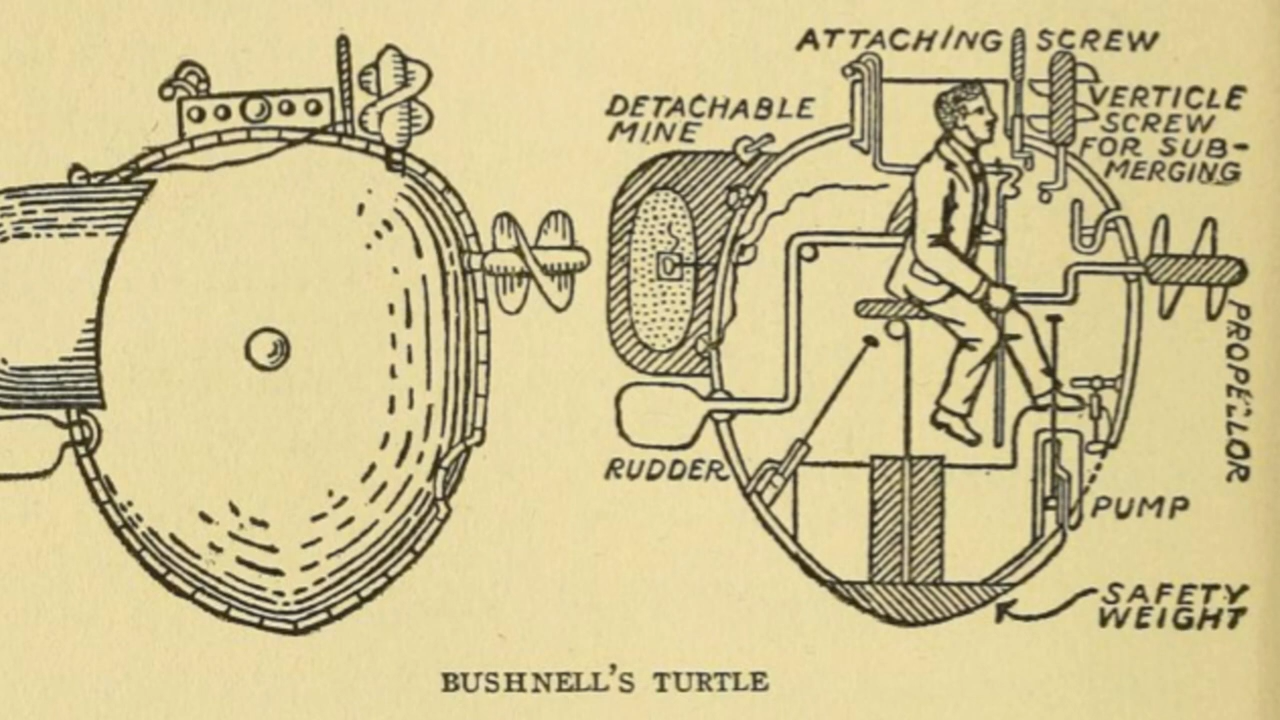 ATTACHING SCREW
DETACHABLE
MINE
VERTICLE
SCREW
FOR SUB-
MERGING
PROPELLOR
RUDDER
PUMP
SAFETY
WEIGHT
BUSHNELL'S TURTLE